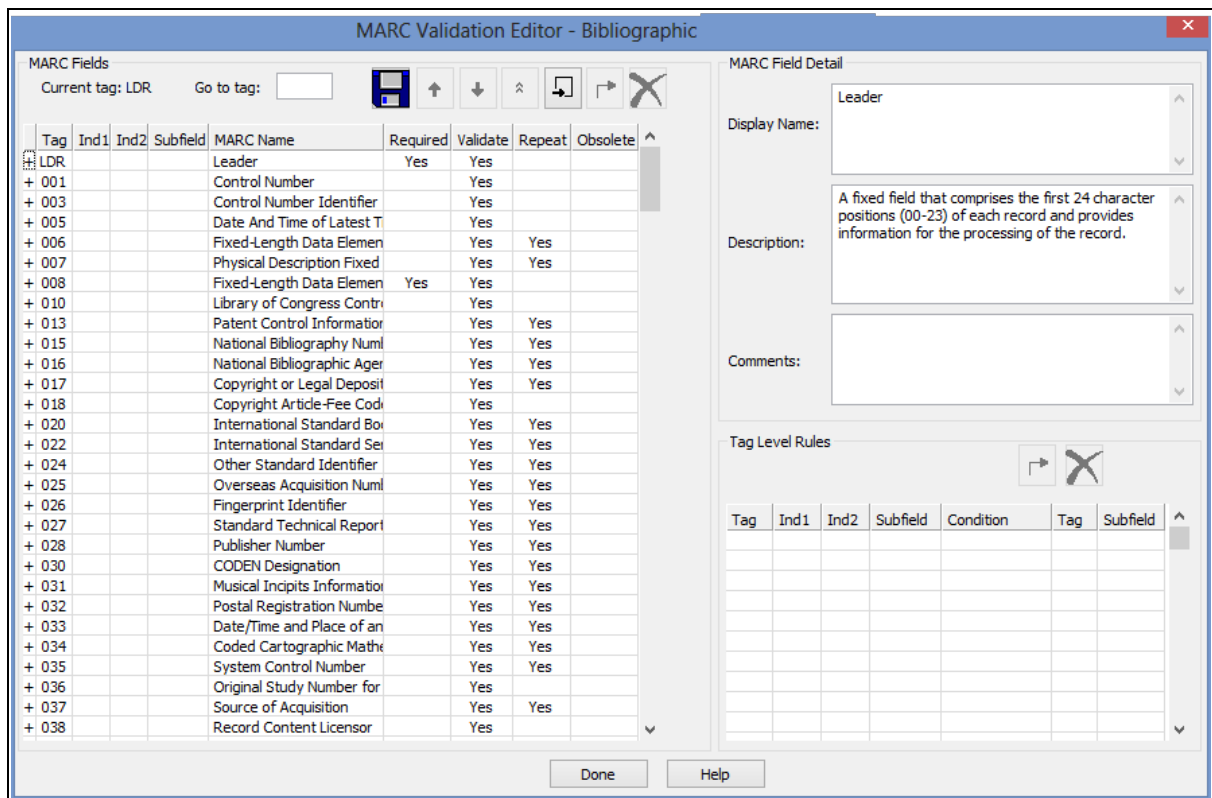 MARC Validation Editor - Bibliographic
MARC Fields
Current tag: LDR Go to tag:
Tag Ind1 Ind2 Subfield MARC Name Required Validate Repeat Obsolete
+ LDR Leader Yes Yes
+ 001 Control Number Yes
+ 003 Control Number Identifier Yes
+ 005 Date And Time of Latest T Yes
+ 006 Fixed-Length Data Elemen Yes Yes
+ 007 Physical Description Fixed Yes Yes
+ 008 Fixed-Length Data Elemen Yes Yes
+ 010 Library of Congress Contr Yes
+ 013 Patent Control Information Yes Yes
+ 015 National Bibliography Numl Yes Yes
+ 016 National Bibliographic Agen Yes Yes
+ 017 Copyright or Legal Deposit Yes Yes
+ 018 Copyright Article-Fee Code Yes
+ 020 International Standard Bo Yes Yes
+ 022 International Standard Ser Yes Yes
+ 024 Other Standard Identifier Yes Yes
+ 025 Overseas Acquisition Numl Yes Yes
+ 026 Fingerprint Identifier Yes Yes
+ 027 Standard Technical Report Yes Yes
+ 028 Publisher Number Yes Yes
+ 030 CODEN Designation Yes Yes
+ 031 Musical Incipits Information Yes Yes
+ 032 Postal Registration Numbe Yes Yes
+ 033 Date/Time and Place of an Yes Yes
+ 034 Coded Cartographic Mathe Yes Yes
+ 035 System Control Number Yes Yes
+ 036 Original Study Number for Yes
+ 037 Source of Acquisition Yes Yes
+ 038 Record Content Licensor Yes
MARC Field Detail
Display Name:
Leader
Description:
A fixed field that comprises the first 24 character
positions (00-23) of each record and provides
information for the processing of the record.
Comments:
Tag Level Rules
Tag Ind1 Ind2 Subfield Condition Tag Subfield
Done Help